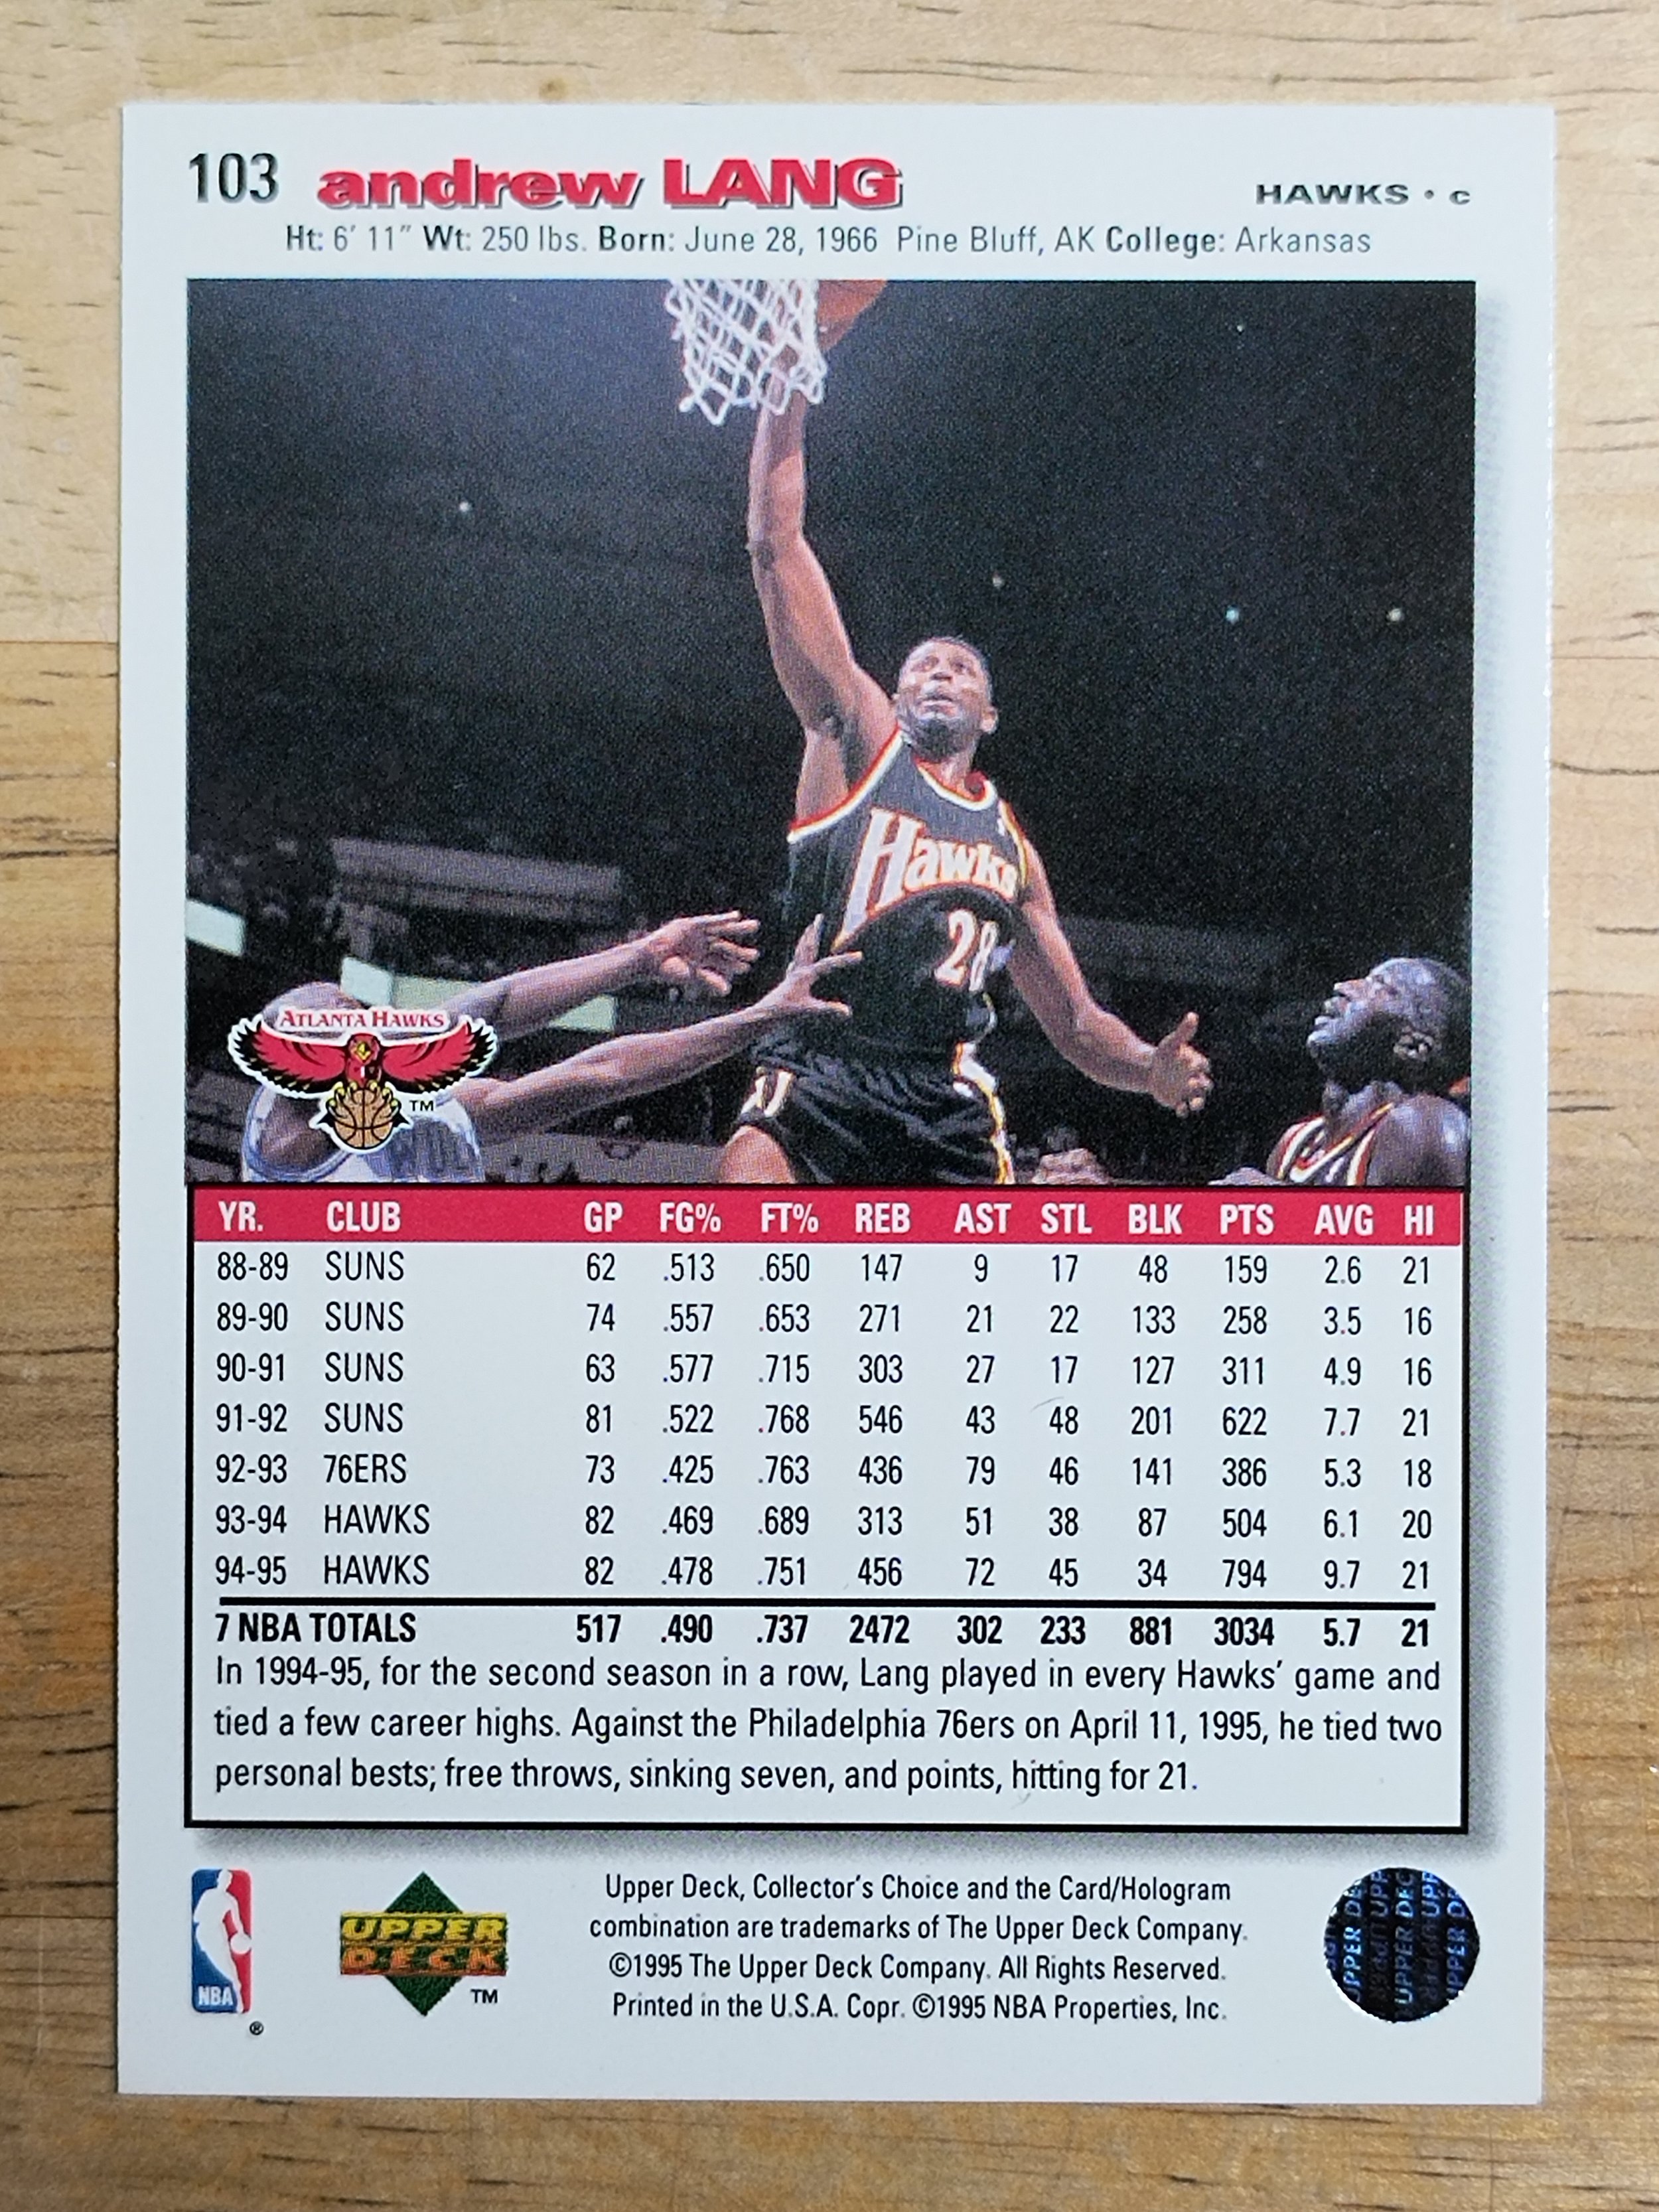 103 andrew LANG HAWKS • C
Ht: 6' 11" Wt: 250 lbs. Born: June 28, 1966 Pine Bluff, AK College: Arkansas
Hawks
28
ATLANTA HAWKS
TM
YR. CLUB GP FG% FT% REB AST STL BLK PTS AVG HI
88-89 SUNS 62 .513 .650 147 9 17 48 159 2.6 21
89-90 SUNS 74 .557 .653 271 21 22 133 258 3.5 16
90-91 SUNS 63 .577 .715 303 27 17 127 311 4.9 16
91-92 SUNS 81 .522 .768 546 43 48 201 622 7.7 21
92-93 76ERS 73 .425 .763 436 79 46 141 386 5.3 18
93-94 HAWKS 82 .469 .689 313 51 38 87 504 6.1 20
94-95 HAWKS 82 .478 .751 456 72 45 34 794 9.7 21
7 NBA TOTALS 517 .490 .737 2472 302 233 881 3034 5.7 21
In 1994-95, for the second season in a row, Lang played in every Hawks' game and
tied a few career highs. Against the Philadelphia 76ers on April 11, 1995, he tied two
personal bests; free throws, sinking seven, and points, hitting for 21.
NBA
®
UPPER
DECK
TM
Upper Deck, Collector's Choice and the Card/Hologram
combination are trademarks of The Upper Deck Company.
©1995 The Upper Deck Company. All Rights Reserved.
Printed in the U.S.A. Copr. ©1995 NBA Properties, Inc.
UPPER DECK